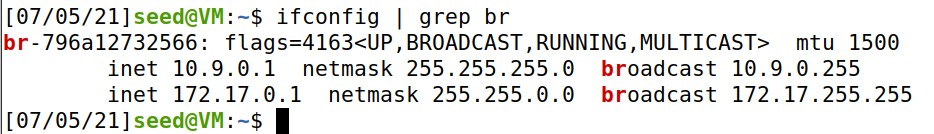 [07/05/21]seed@VM:~$ ifconfig | grep br
br-796a12732566: flags=4163<UP,BROADCAST,RUNNING,MULTICAST>  mtu 1500
        inet 10.9.0.1  netmask 255.255.255.0  broadcast 10.9.0.255
        inet 172.17.0.1  netmask 255.255.0.0  broadcast 172.17.255.255
[07/05/21]seed@VM:~$